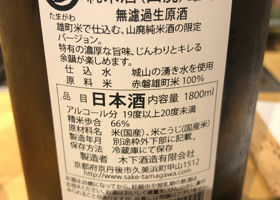 たまがわ
無濾過生原酒
雄町米で仕込む、山廃純米酒の限定
バージョン。
特有の濃厚な旨味、じんわりとキレる
余韻が楽しめます。
仕込水 城山の湧き水を使用
原料米 赤磐雄町米100%
品目 日本酒 内容量 1800ml
アルコール分 19度以上20度未満
精米歩合 66%
原材料 米(国産)、米こうじ(国産米)
製造年月 別途枠外下部に記載。
保存方法 冷蔵庫にて保存
製造者 木下酒造有限会社
京都府京丹後市久美浜町甲山1512
www.sake-tamagawa.com